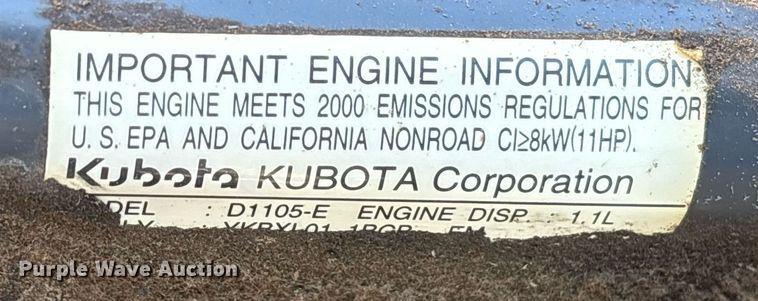 IMPORTANT ENGINE INFORMATION
THIS ENGINE MEETS 2000 EMISSIONS REGULATIONS FOR
U.S. EPA AND CALIFORNIA NONROAD CI≥8kW(11HP).
Kubota KUBOTA Corporation
DEL : D1105-E ENGINE DISP. : 1.1L
Purple Wave Auction